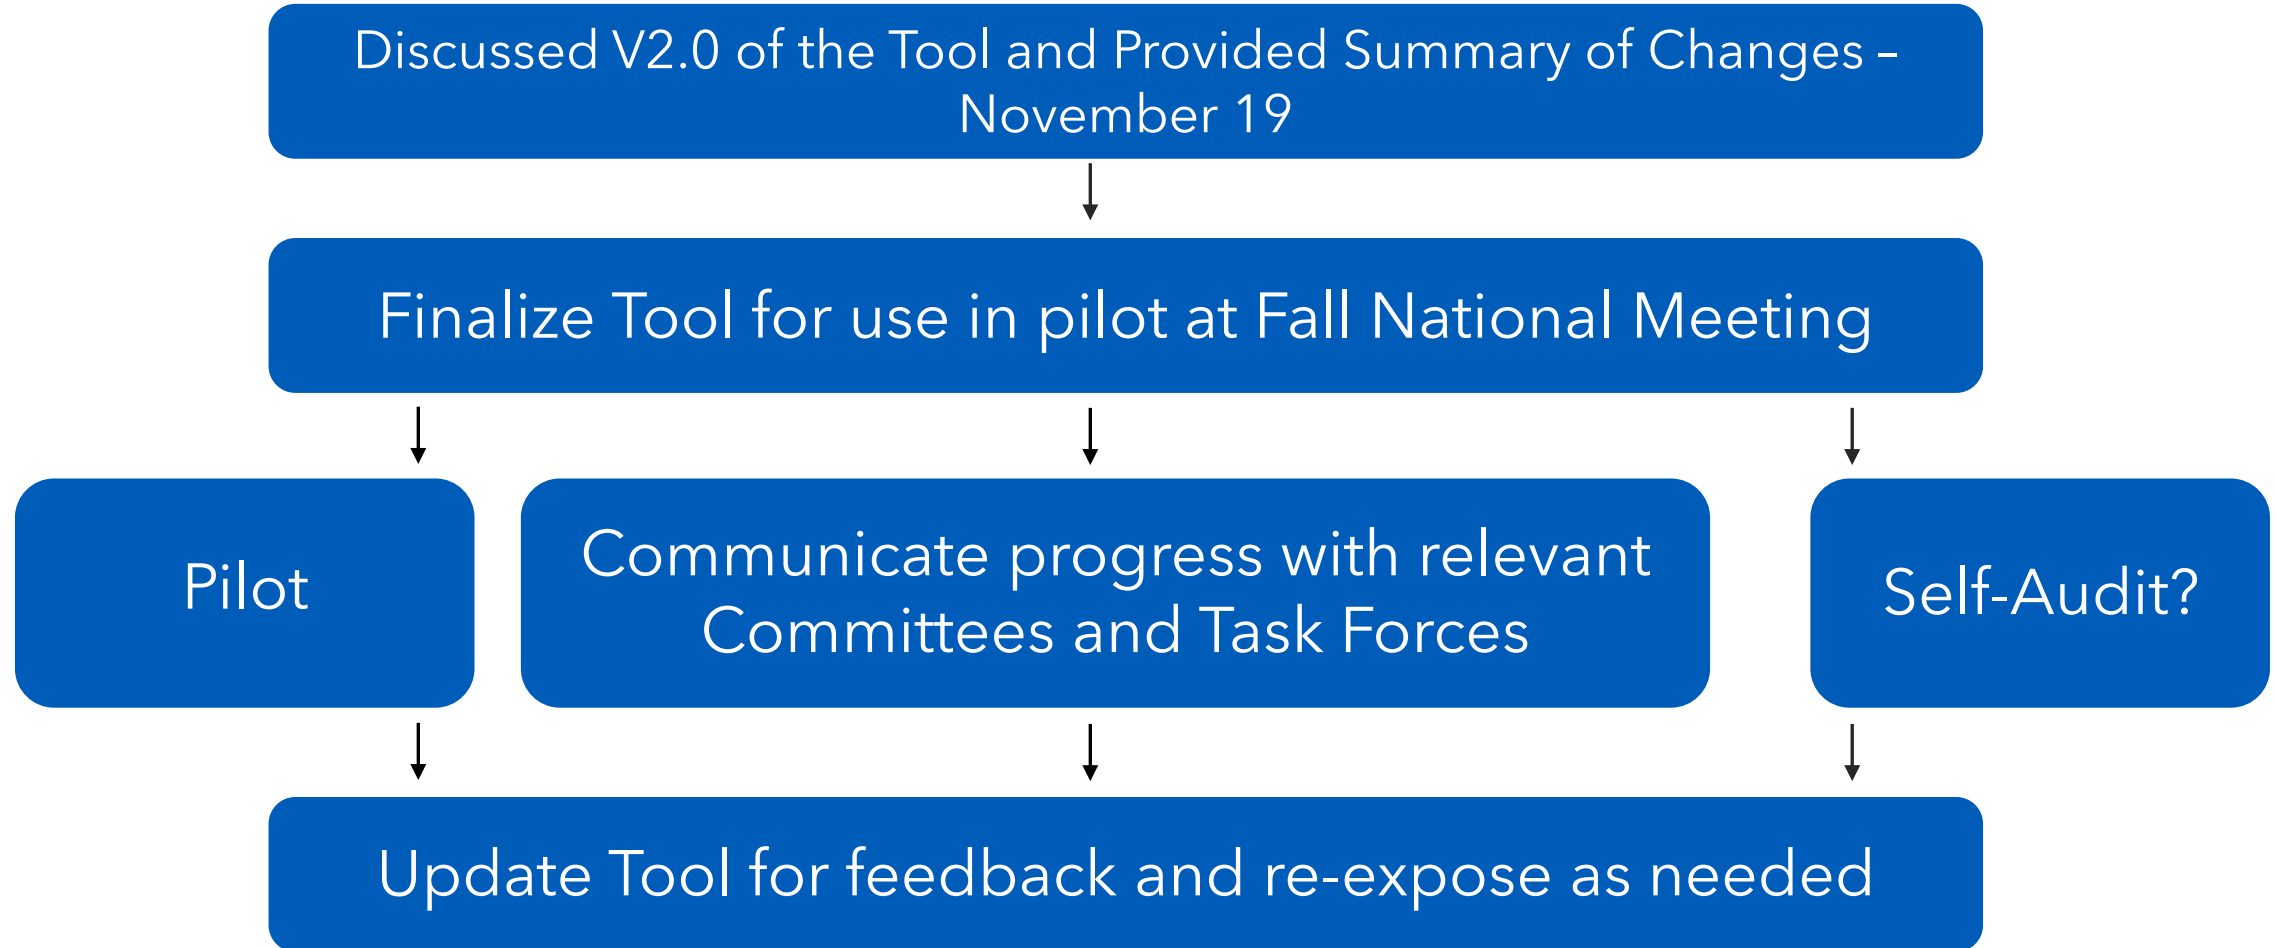 Discussed V2.0 of the Tool and Provided Summary of Changes –
November 19
Finalize Tool for use in pilot at Fall National Meeting
Pilot
Communicate progress with relevant
Committees and Task Forces
Self-Audit?
Update Tool for feedback and re-expose as needed